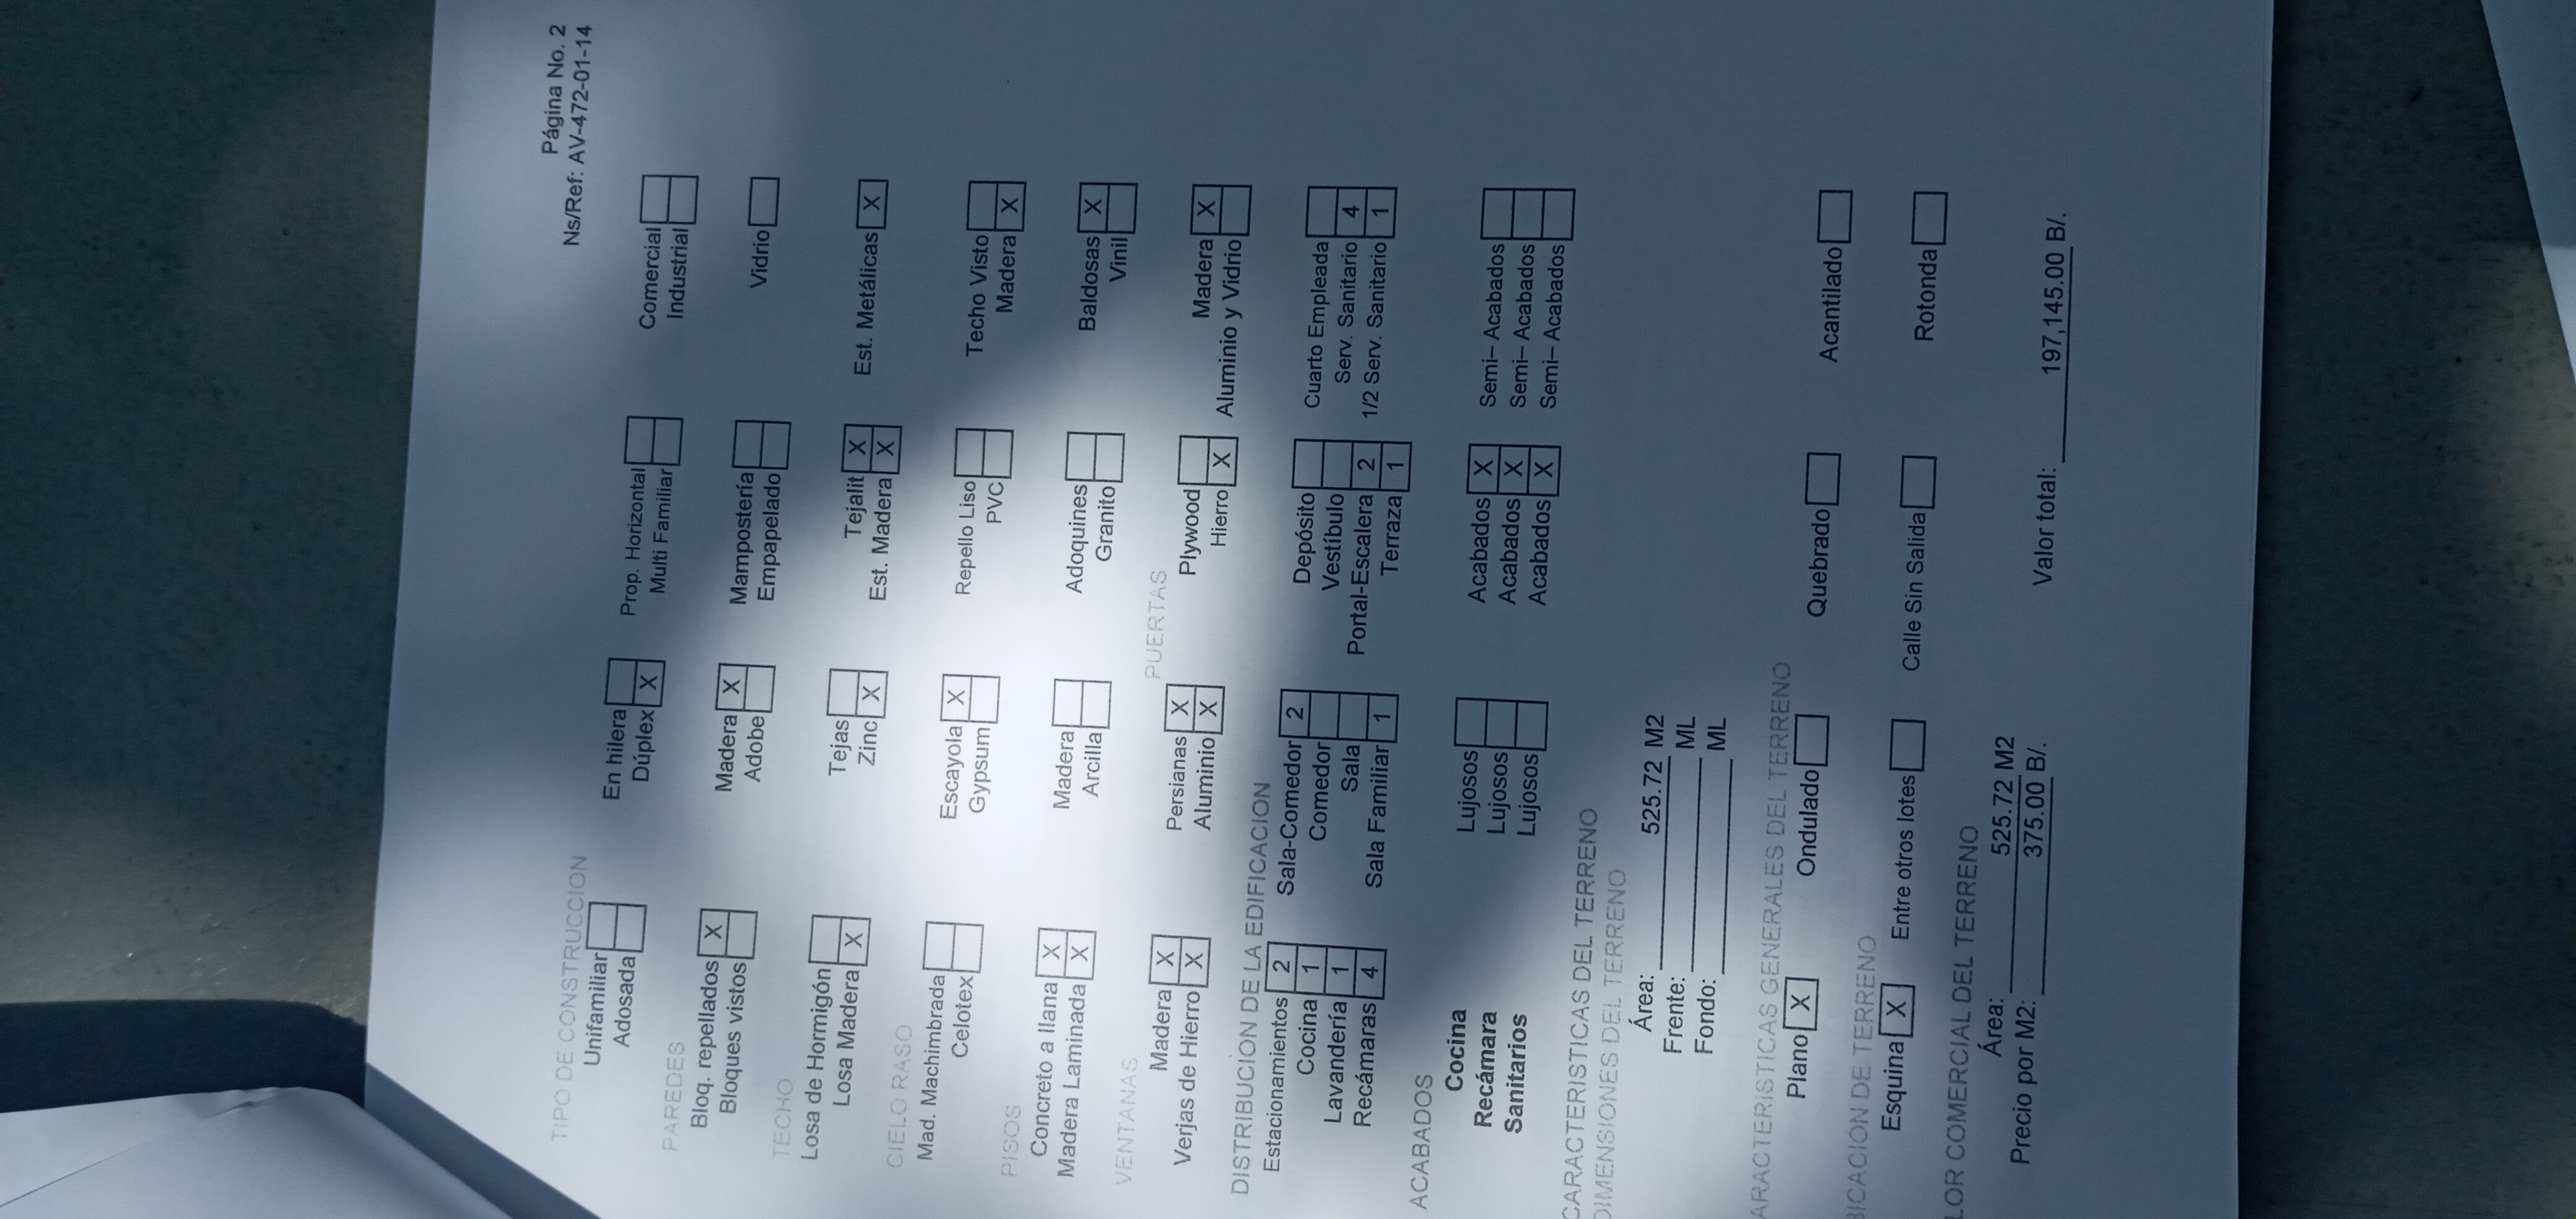 Página No. 2
Ns/Ref: AV-472-01-14
TIPO DE CONSTRUCCION
Unifamiliar En hilera Prop. Horizontal Comercial
Adosada Dúplex X Multi Familiar Industrial
PAREDES
Bloq. repellados X Madera X Mampostería Vidrio
Bloques vistos Adobe Empapelado
TECHO
Losa de Hormigón Tejas Tejalit X Est. Metálicas X
Losa Madera X Zinc X Est. Madera X
CIELO RASO
Mad. Machimbrada Escayola X Repello Liso Techo Visto
Celotex Gypsum PVC Madera X
PISOS
Concreto a llana X Madera Adoquines Baldosas X
Madera Laminada X Arcilla Granito Vinil
VENTANAS PUERTAS
Madera X Persianas X Plywood Madera X
Verjas de Hierro X Aluminio X Hierro X Aluminio y Vidrio
DISTRIBUCION DE LA EDIFICACION
Estacionamientos 2 Sala-Comedor 2 Depósito Cuarto Empleada
Cocina 1 Comedor Vestíbulo Serv. Sanitario 4
Lavandería 1 Sala Portal-Escalera 2 1/2 Serv. Sanitario 1
Recámaras 4 Sala Familiar 1 Terraza 1
ACABADOS
Cocina Lujosos Acabados X Semi– Acabados
Recámara Lujosos Acabados X Semi– Acabados
Sanitarios Lujosos Acabados X Semi– Acabados
CARACTERISTICAS DEL TERRENO
DIMENSIONES DEL TERRENO
Área: 525.72 M2
Frente: ML
Fondo: ML
ARACTERISTICAS GENERALES DEL TERRENO
Plano X Ondulado Quebrado Acantilado
BICACIÓN DE TERRENO
Esquina X Entre otros lotes Calle Sin Salida Rotonda
LOR COMERCIAL DEL TERRENO
Área: 525.72 M2
Precio por M2: 375.00 B/. Valor total: 197,145.00 B/.